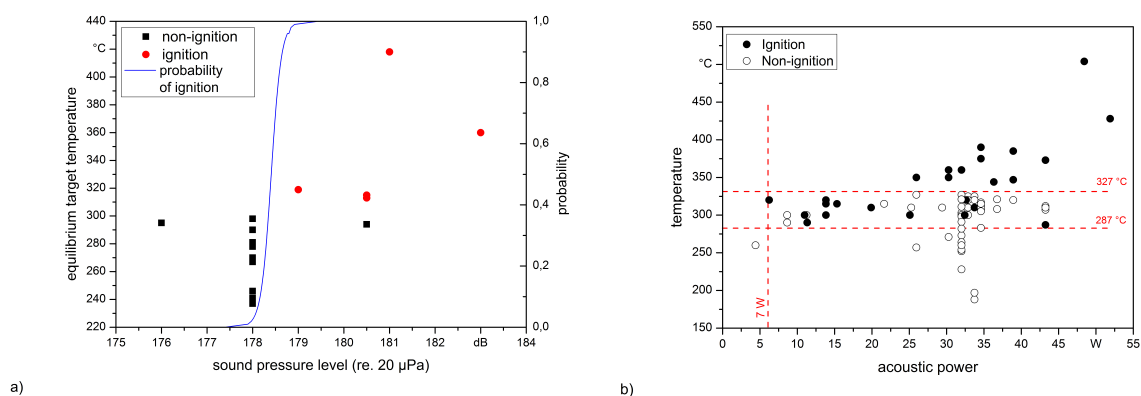 440
°C
400
380
360
340
320
300
280
260
240
220
equilibrium target temperature
non-ignition
ignition
probability
of ignition
1,0
0,8
0,6
0,4
0,2
0,0
probability
175 176 177 178 179 180 181 182 dB 184
sound pressure level (re. 20 µPa)
a)
550
°C
450
400
350
300
250
200
150
temperature
Ignition
Non-ignition
327 °C
287 °C
7 W
0 5 10 15 20 25 30 35 40 45 W 55
acoustic power
b)